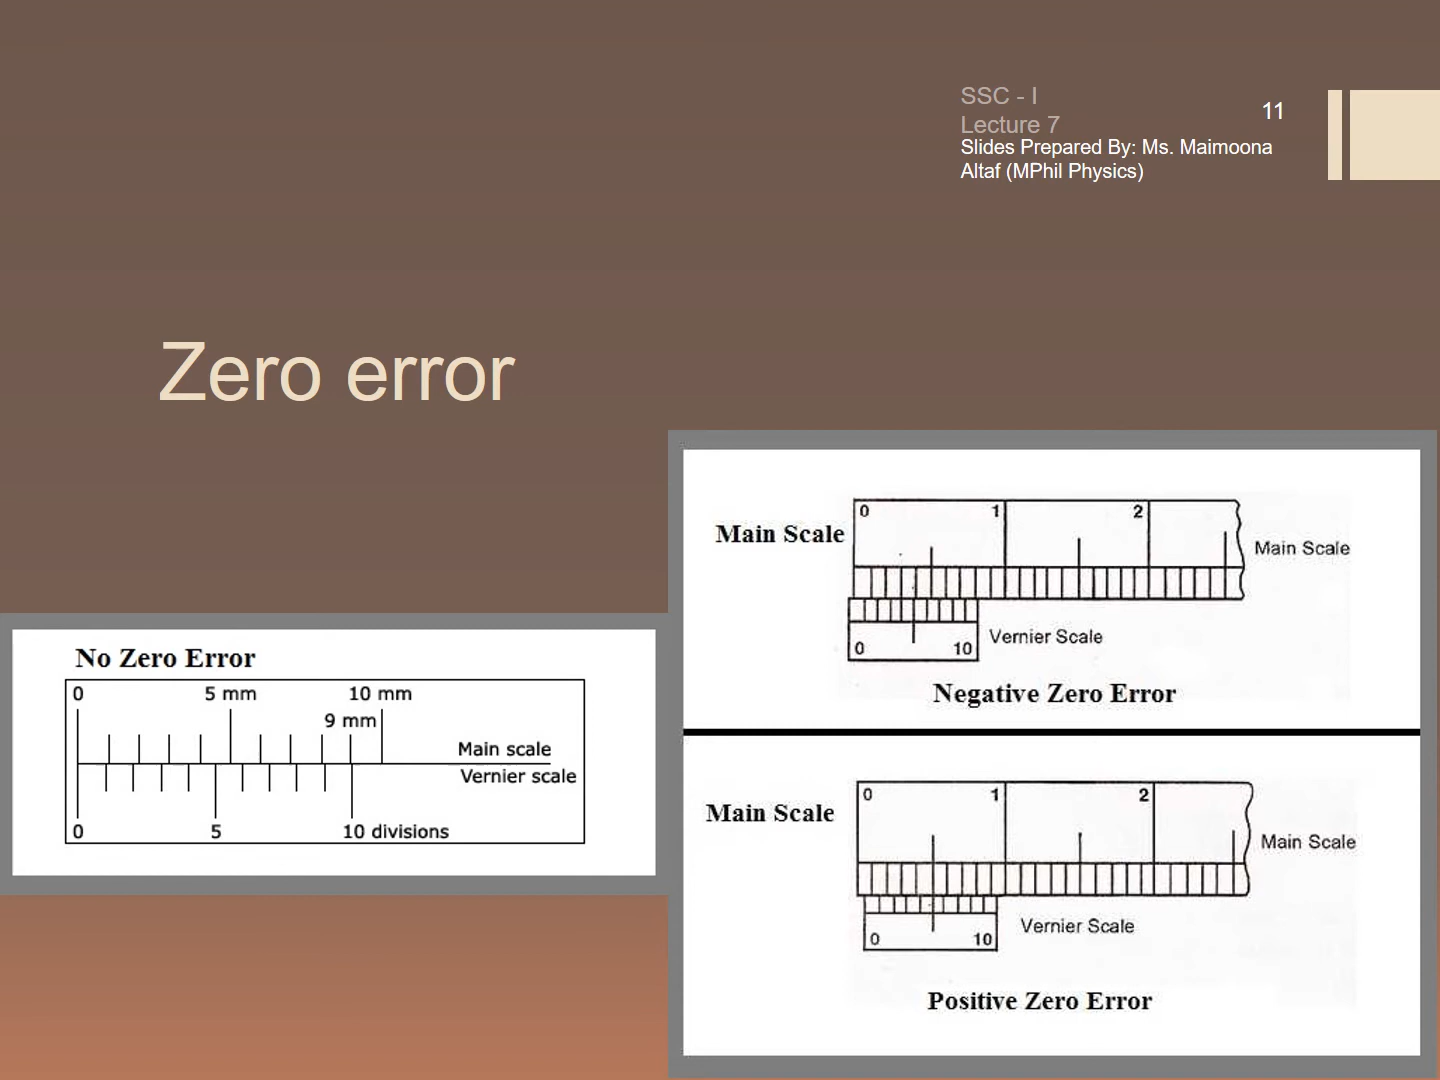 SSC - I
Lecture 7
11
Slides Prepared By: Ms. Maimoona
Altaf (MPhil Physics)
Zero error
No Zero Error
0 5 mm 10 mm
9 mm
Main scale
Vernier scale
0 5 10 divisions
0 1 2
Main Scale
Main Scale
Vernier Scale
0 10
Negative Zero Error
0 1 2
Main Scale
Main Scale
Vernier Scale
0 10
Positive Zero Error